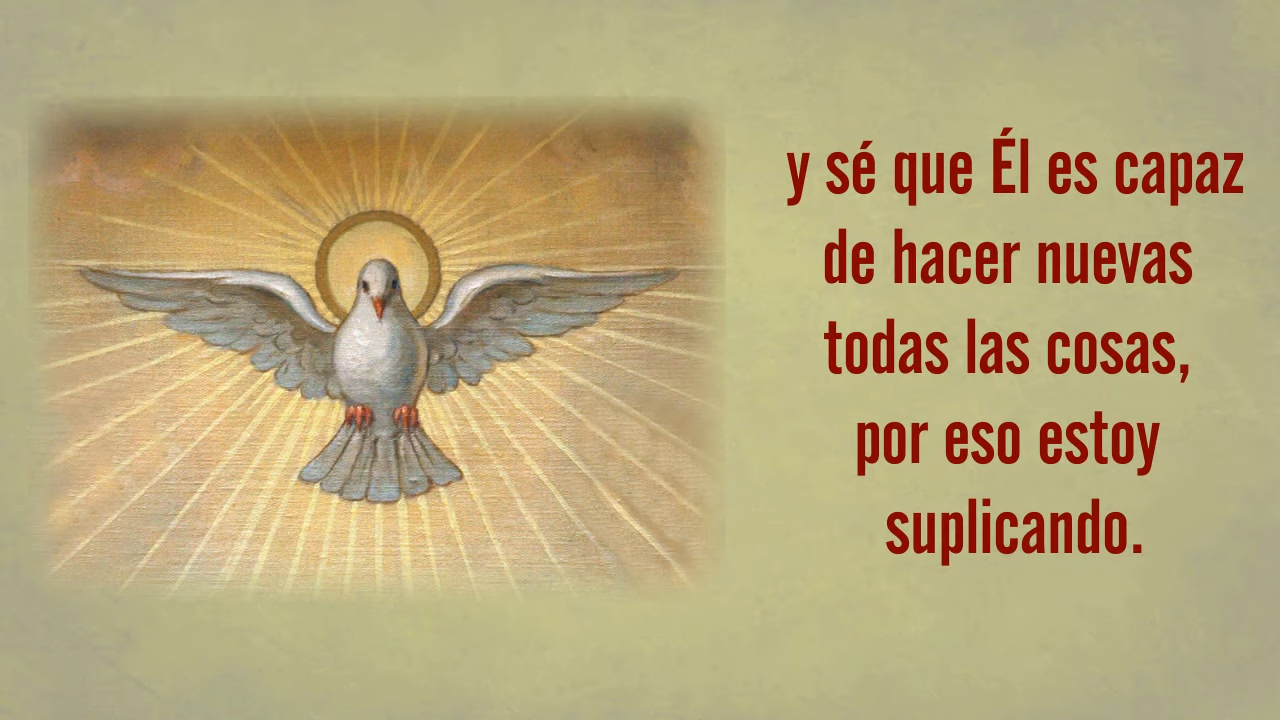 y sé que Él es capaz
de hacer nuevas
todas las cosas,
por eso estoy
suplicando.